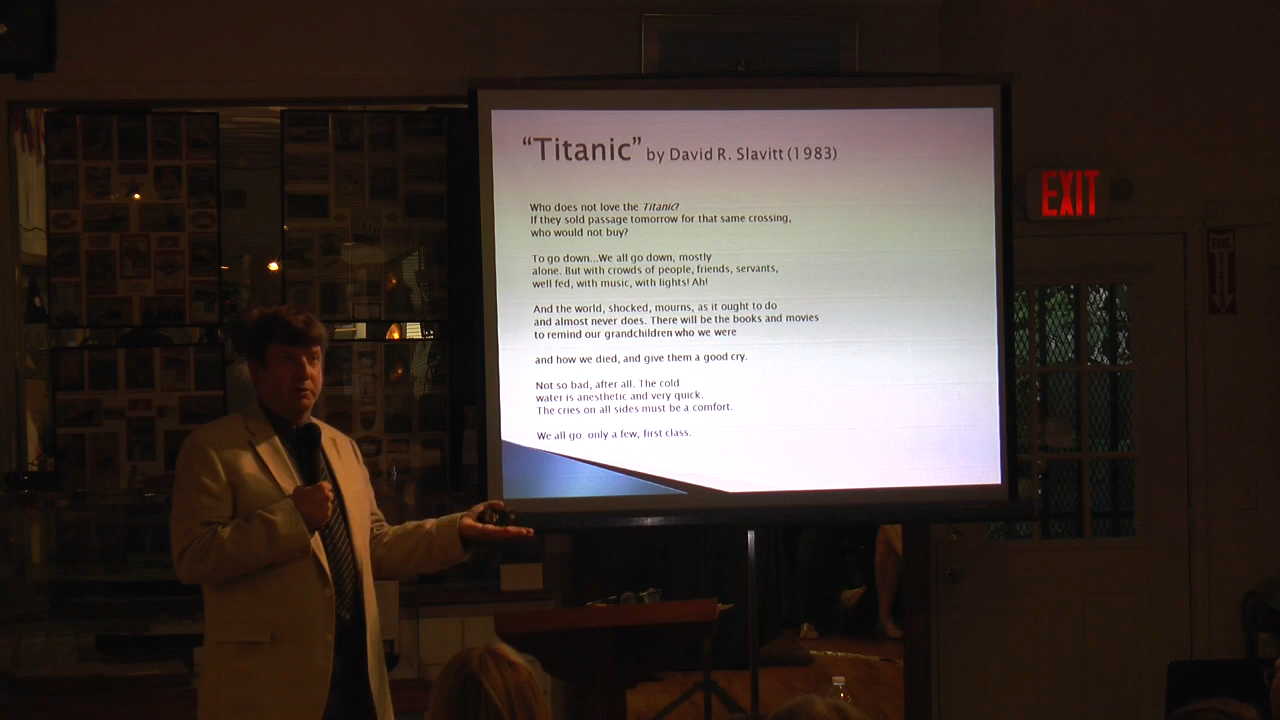 “Titanic” by David R. Slavitt (1983)
Who does not love the Titanic?
If they sold passage tomorrow for that same crossing,
who would not buy?
To go down...We all go down, mostly
alone. But with crowds of people, friends, servants,
well fed, with music, with lights! Ah!
And the world, shocked, mourns, as it ought to do
and almost never does. There will be the books and movies
to remind our grandchildren who we were
and how we died, and give them a good cry.
Not so bad, after all. The cold
water is anesthetic and very quick.
The cries on all sides must be a comfort.
We all go: only a few, first class.
EXIT
FIRE